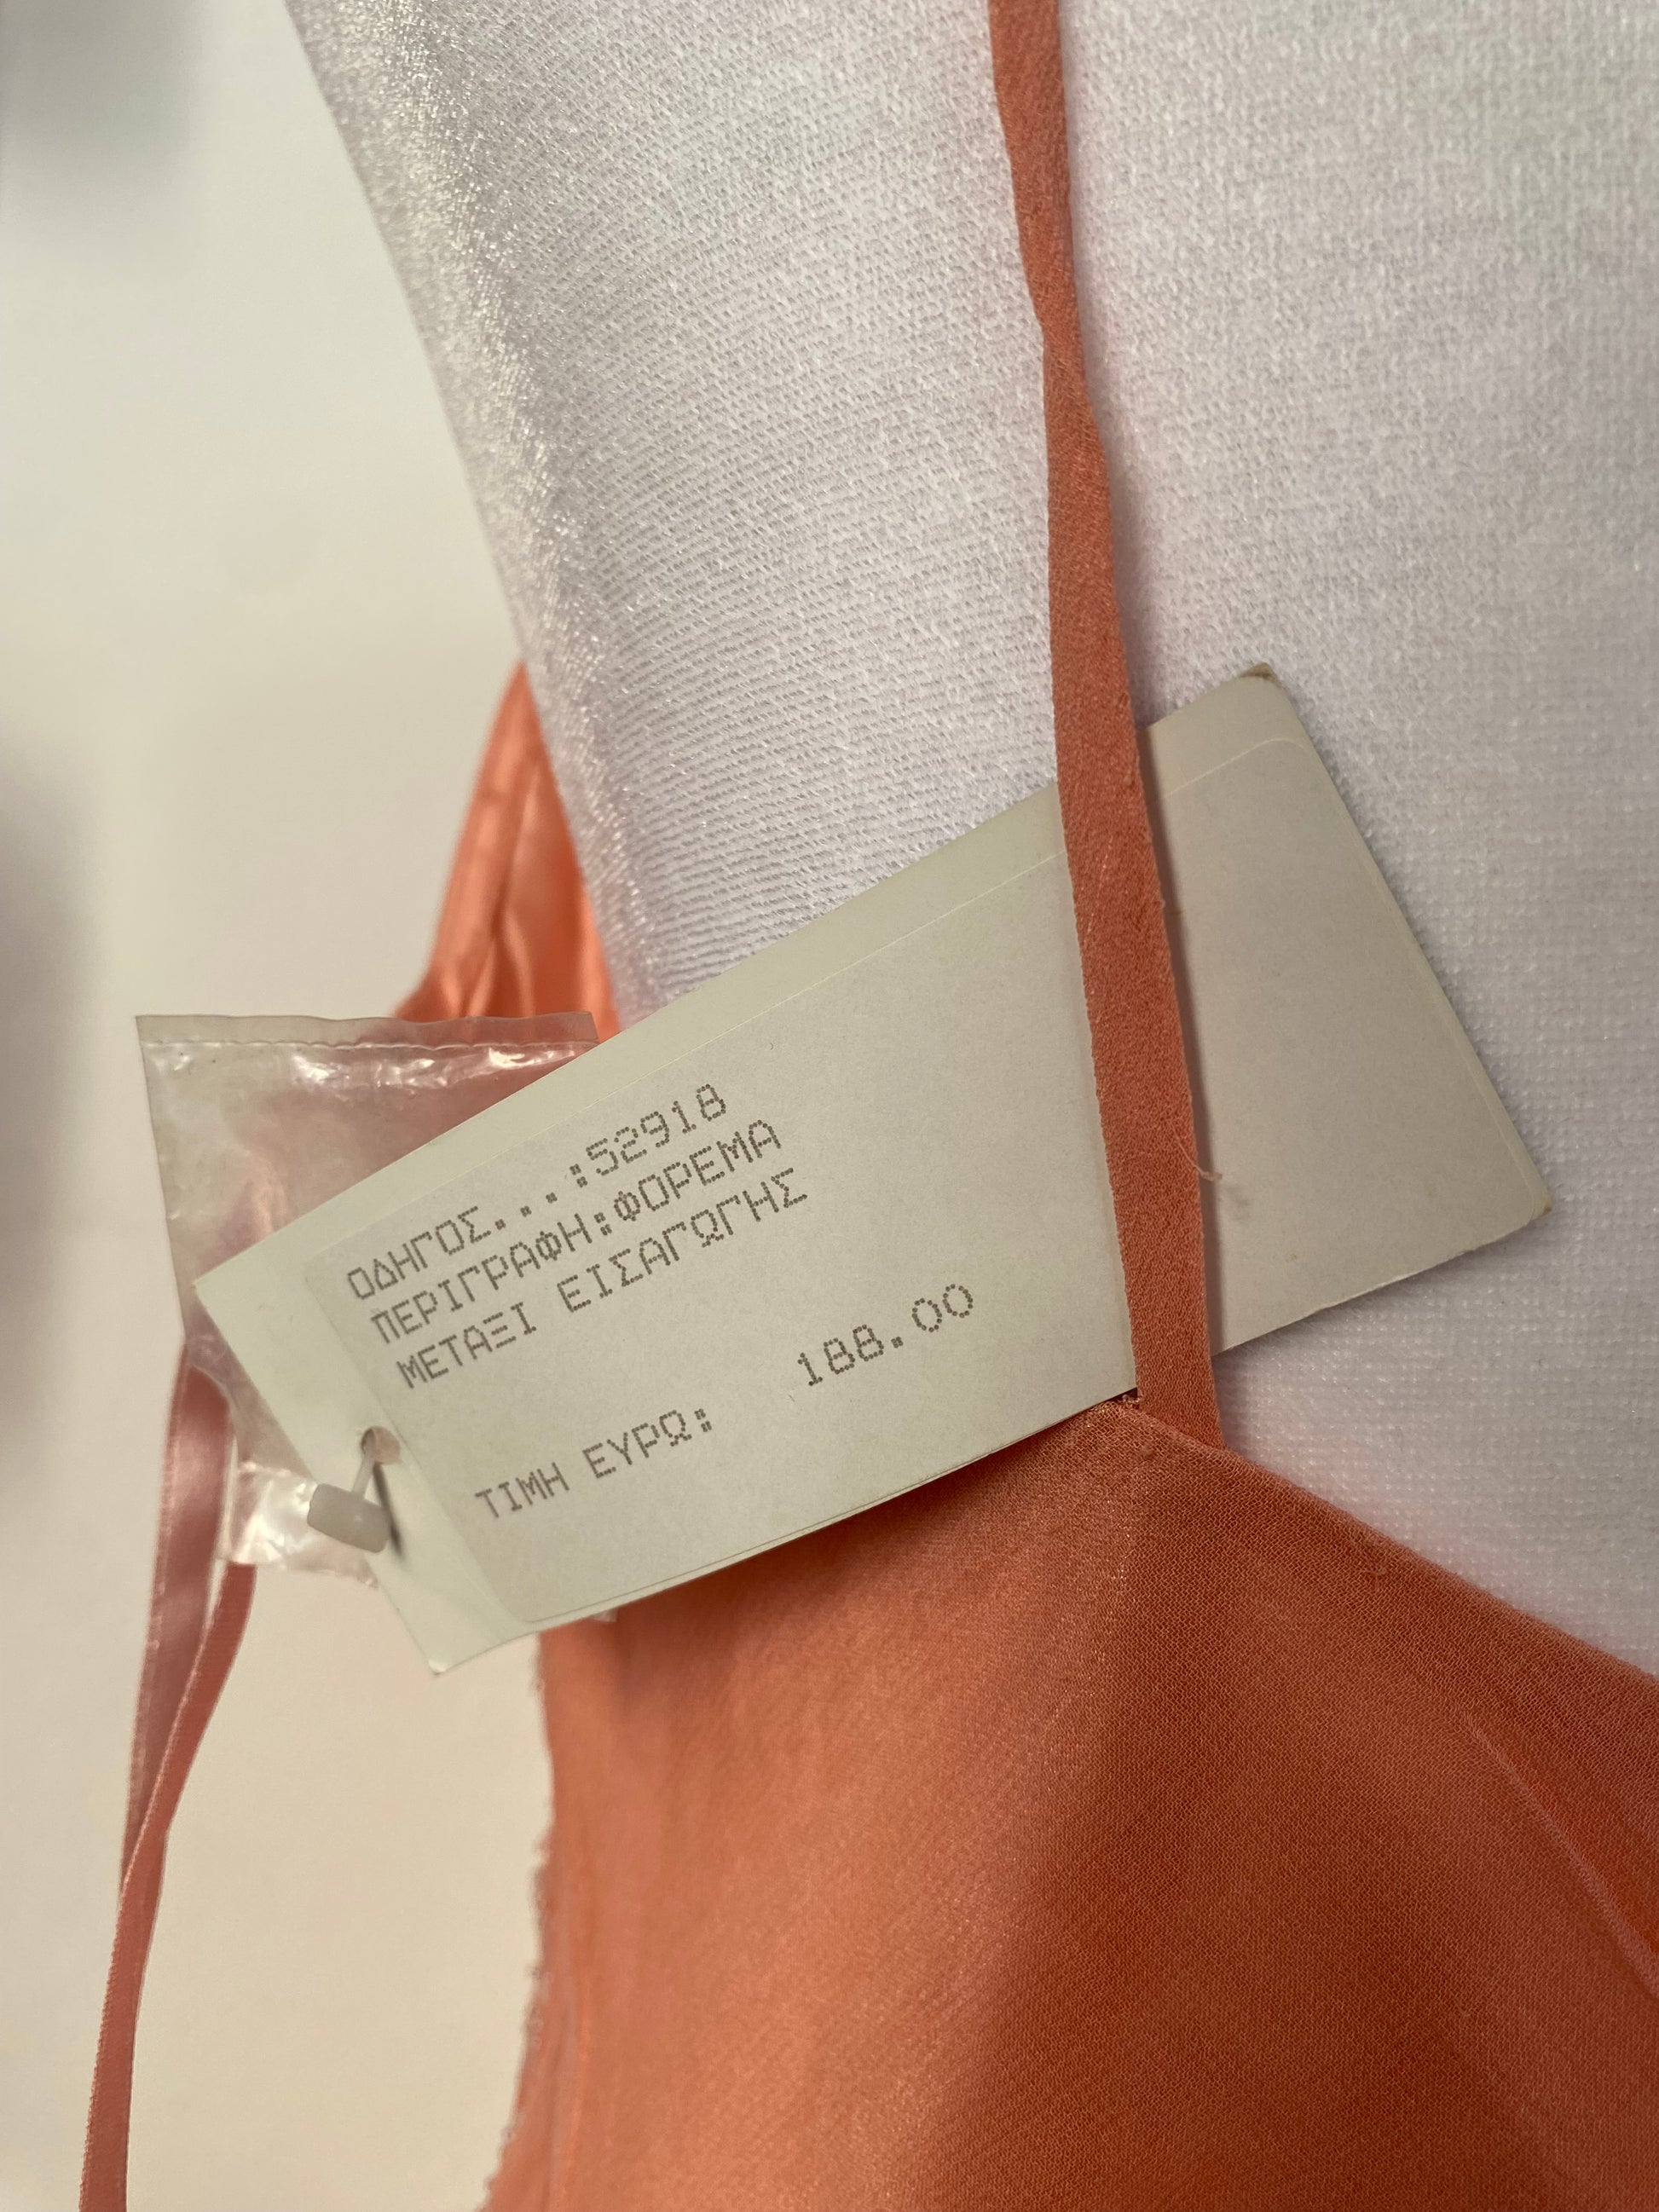 ΟΔΗΓΟΣ...:52918
ΠΕΡΙΓΡΑΦΗ:ΦΟΡΕΜΑ
ΜΕΤΑΞΙ ΕΙΣΑΓΩΓΗΣ
ΤΙΜΗ ΕΥΡΩ: 188.00